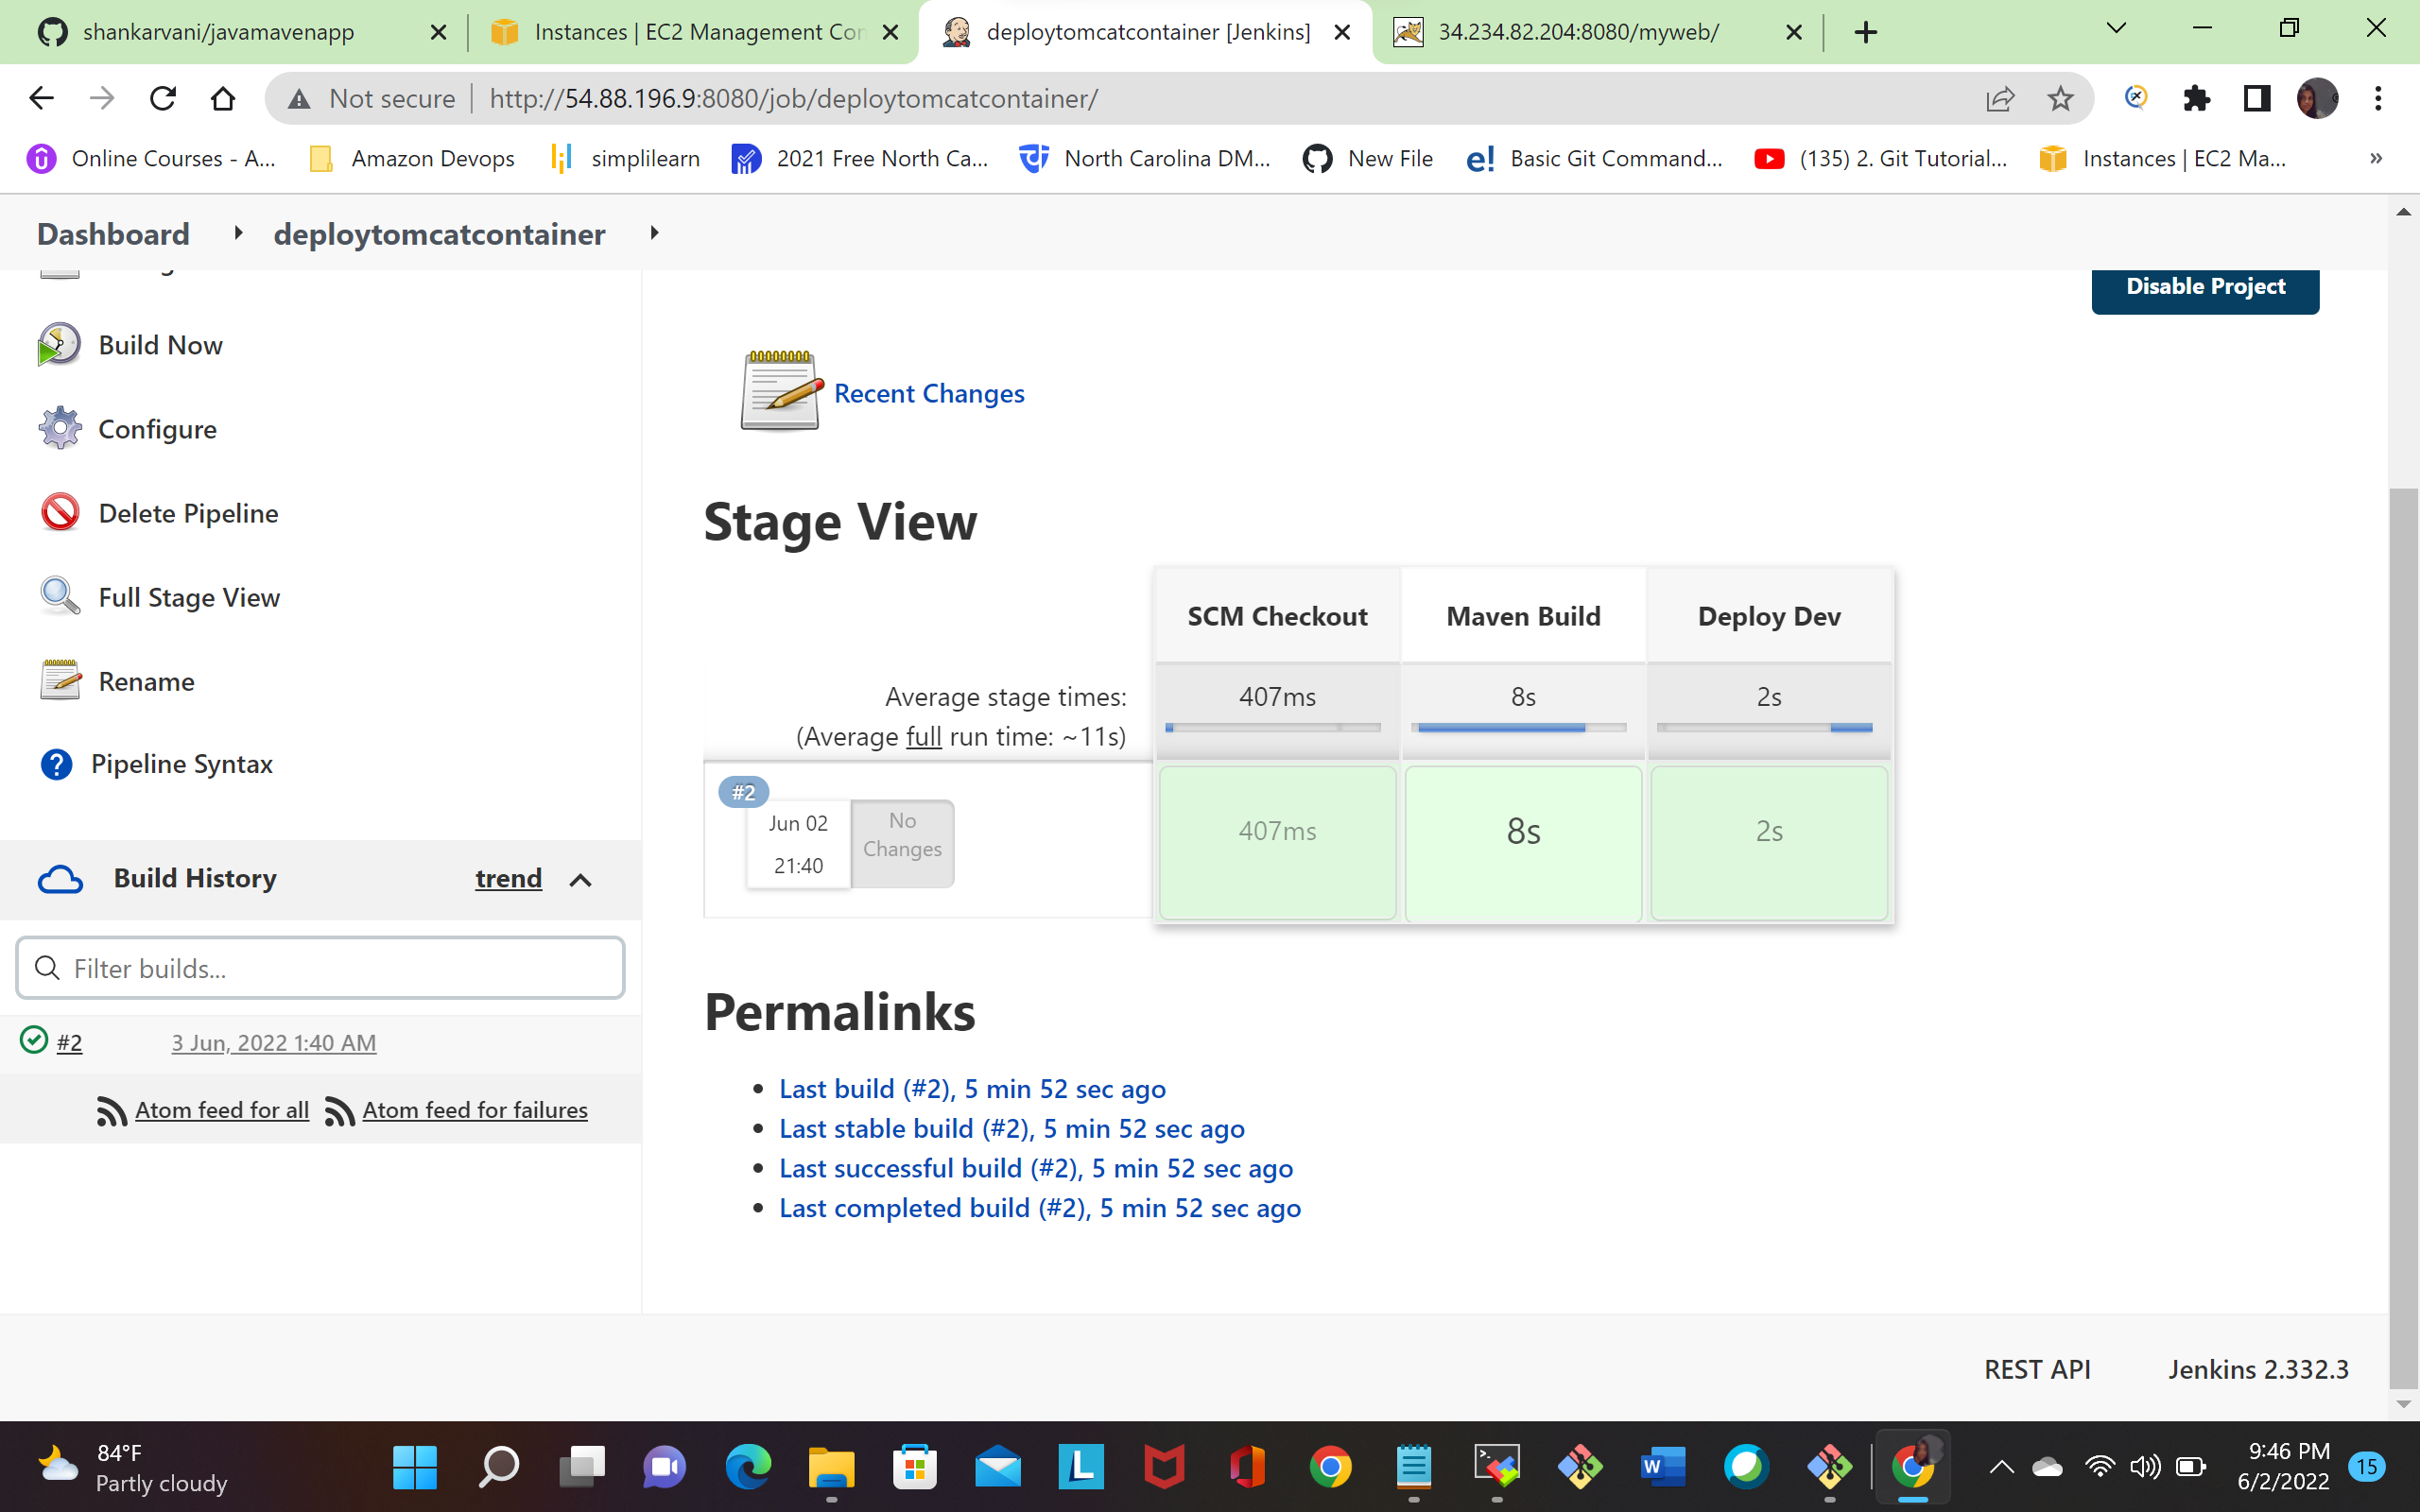 shankarvani/javamavenapp
Instances | EC2 Management Con
deploytomcatcontainer [Jenkins]
34.234.82.204:8080/myweb/
Not secure
http://54.88.196.9:8080/job/deploytomcatcontainer/
Online Courses - A...
Amazon Devops
simplilearn
2021 Free North Ca...
North Carolina DM...
New File
Basic Git Command...
(135) 2. Git Tutorial...
Instances | EC2 Ma...
»
Dashboard
deploytomcatcontainer
Disable Project
Build Now
Configure
Delete Pipeline
Full Stage View
Rename
Pipeline Syntax
Build History
trend
Filter builds...
#2
3 Jun, 2022 1:40 AM
Atom feed for all
Atom feed for failures
Recent Changes
Stage View
SCM Checkout
Maven Build
Deploy Dev
Average stage times:
(Average full run time: ~11s)
407ms
8s
2s
#2
Jun 02
21:40
No
Changes
407ms
8s
2s
Permalinks
Last build (#2), 5 min 52 sec ago
Last stable build (#2), 5 min 52 sec ago
Last successful build (#2), 5 min 52 sec ago
Last completed build (#2), 5 min 52 sec ago
REST API
Jenkins 2.332.3
84°F
Partly cloudy
9:46 PM
6/2/2022
15